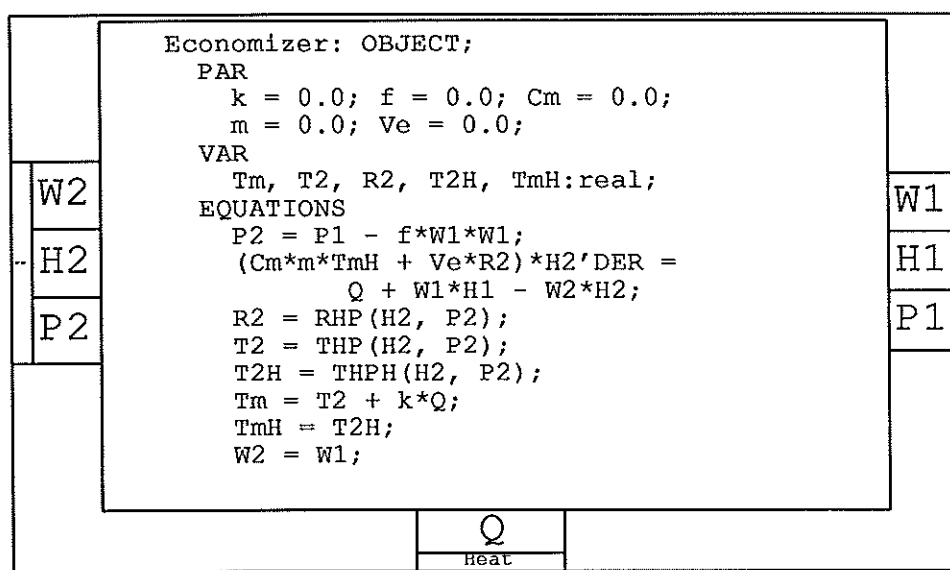 Economizer: OBJECT;
PAR
k = 0.0; f = 0.0; Cm = 0.0;
m = 0.0; Ve = 0.0;
VAR
Tm, T2, R2, T2H, TmH:real;
EQUATIONS
P2 = P1 - f*W1*W1;
(Cm*m*TmH + Ve*R2)*H2'DER =
Q + W1*H1 - W2*H2;
R2 = RHP(H2, P2);
T2 = THP(H2, P2);
T2H = THPH(H2, P2);
Tm = T2 + k*Q;
TmH = T2H;
W2 = W1;
W2
H2
P2
W1
H1
P1
Q
Heat